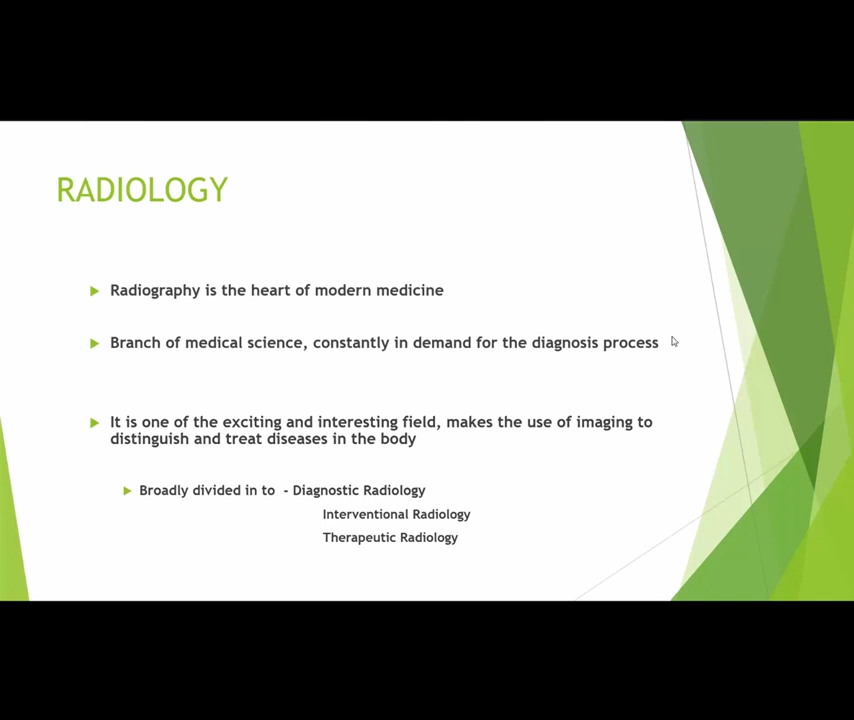 RADIOLOGY
Radiography is the heart of modern medicine
Branch of medical science, constantly in demand for the diagnosis process
It is one of the exciting and interesting field, makes the use of imaging to
distinguish and treat diseases in the body
Broadly divided in to - Diagnostic Radiology
Interventional Radiology
Therapeutic Radiology